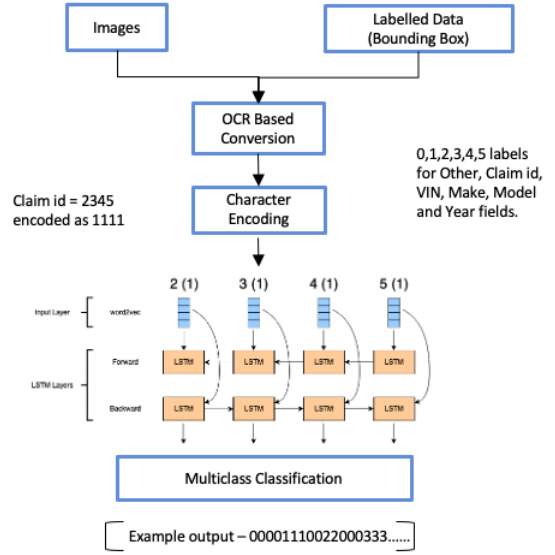 Images
Labelled Data
(Bounding Box)
OCR Based
Conversion
0,1,2,3,4,5 labels
for Other, Claim id,
VIN, Make, Model
and Year fields.
Claim id = 2345
encoded as 1111
Character
Encoding
2 (1) 3 (1) 4 (1) 5 (1)
Input Layer word2vec
Forward LSTM LSTM LSTM LSTM
LSTM Layers
Backward LSTM LSTM LSTM LSTM
Multiclass Classification
Example output – 00001110022000333......